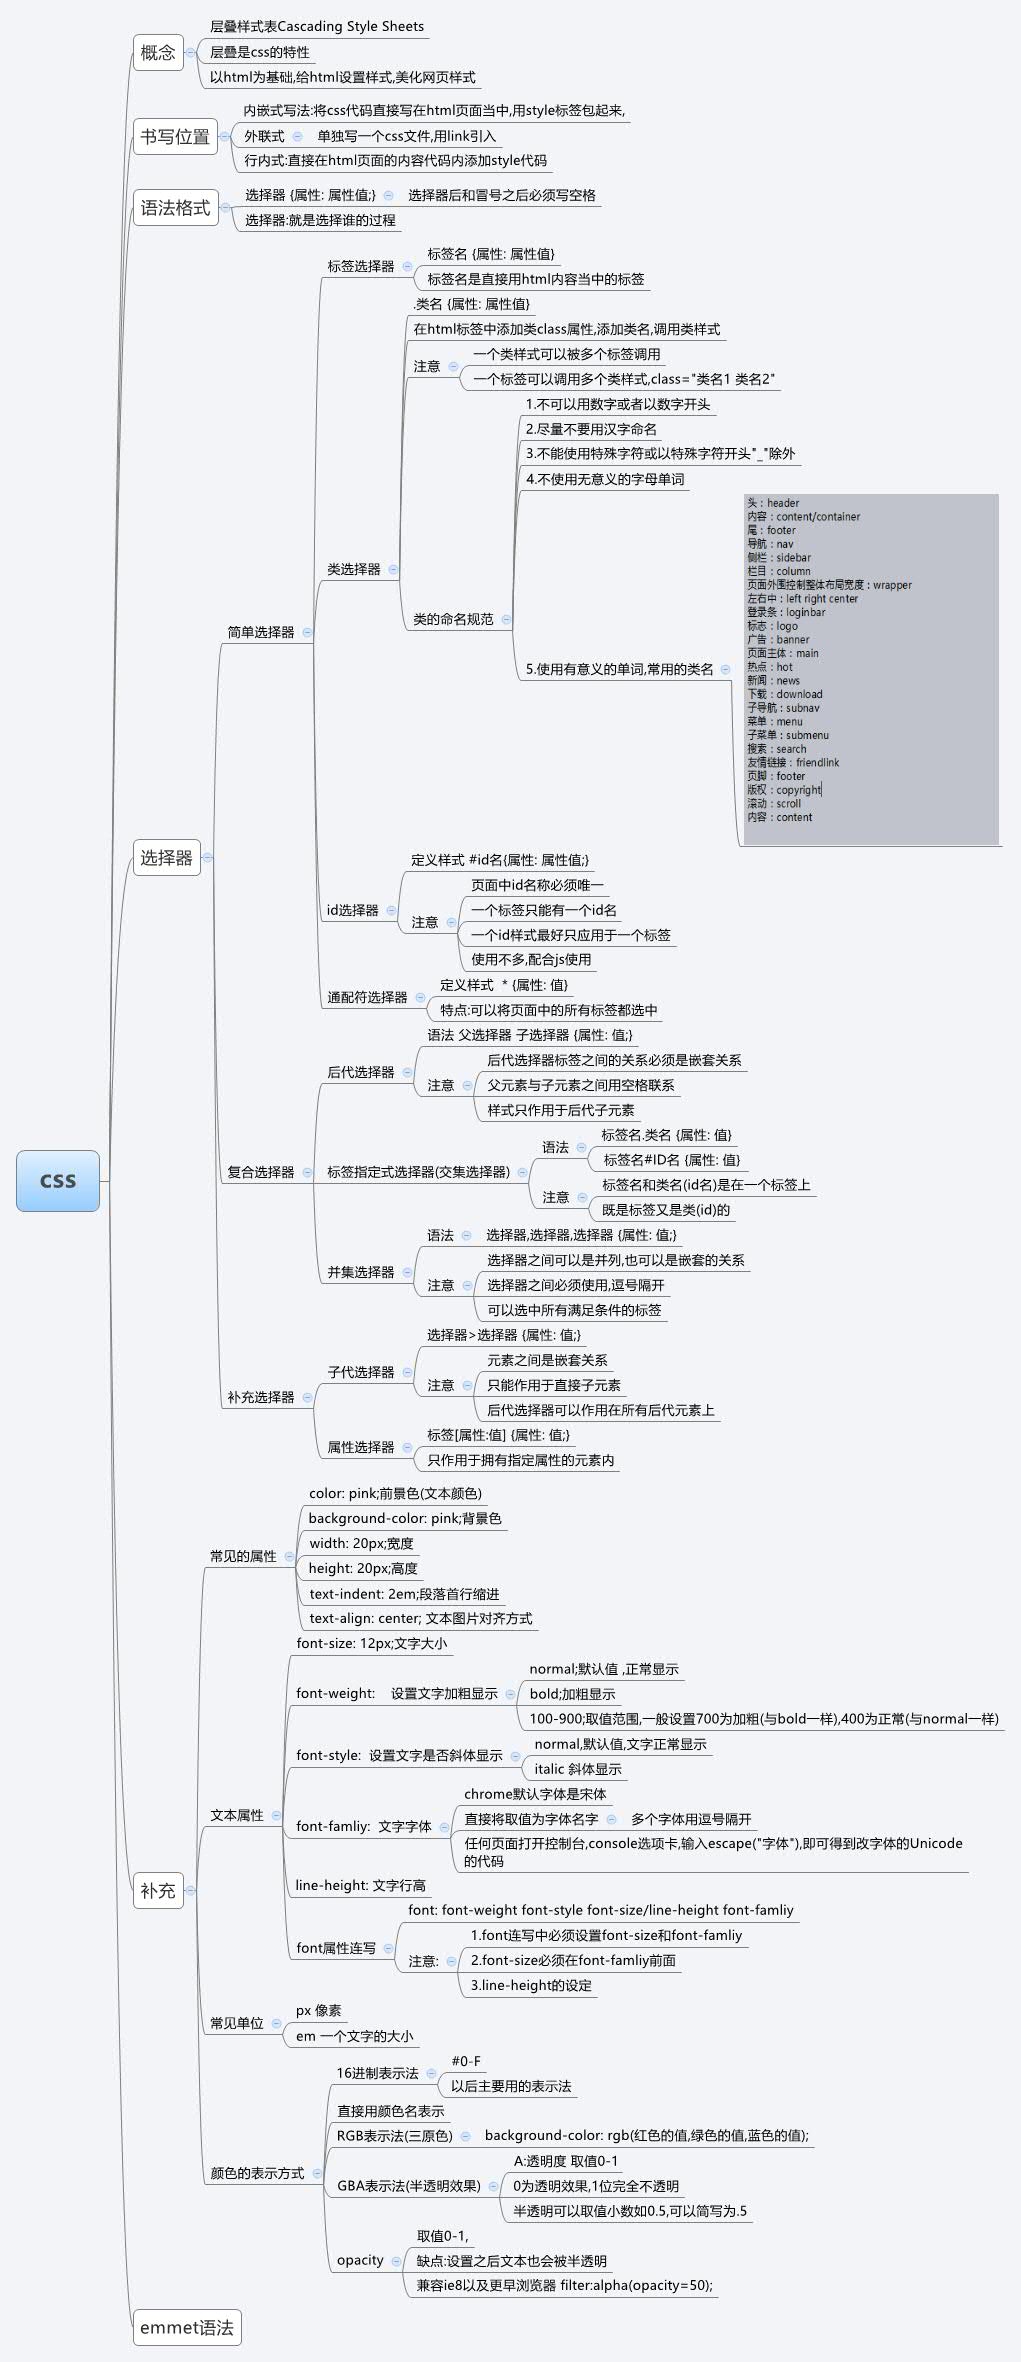 层叠样式表Cascading Style Sheets
概念
层叠是css的特性
以html为基础,给html设置样式,美化网页样式
内嵌式写法:将css代码直接写在html页面当中,用style标签包起来,
书写位置
外联式 单独写一个css文件,用link引入
行内式:直接在html页面的内容代码内添加style代码
语法格式
选择器 {属性: 属性值;} 选择器后和冒号之后必须写空格
选择器:就是选择谁的过程
标签选择器
标签名 {属性: 属性值}
标签名是直接用html内容当中的标签
.类名 {属性: 属性值}
在html标签中添加类class属性,添加类名,调用类样式
注意
一个类样式可以被多个标签调用
一个标签可以调用多个类样式,class="类名1 类名2"
1.不可以用数字或者以数字开头
2.尽量不要用汉字命名
3.不能使用特殊字符或以特殊字符开头"_"除外
4.不使用无意义的字母单词
类选择器
类的命名规范
简单选择器
5.使用有意义的单词,常用的类名
头：header
内容：content/container
尾：footer
导航：nav
侧栏：sidebar
栏目：column
页面外围控制整体布局宽度：wrapper
左右中：left right center
登录条：loginbar
标志：logo
广告：banner
页面主体：main
热点：hot
新闻：news
下载：download
子导航：subnav
菜单：menu
子菜单：submenu
搜索：search
友情链接：friendlink
页脚：footer
版权：copyright
滚动：scroll
内容：content
选择器
定义样式 #id名{属性: 属性值;}
id选择器
注意
页面中id名称必须唯一
一个标签只能有一个id名
一个id样式最好只应用于一个标签
使用不多,配合js使用
通配符选择器
定义样式  * {属性: 值}
特点:可以将页面中的所有标签都选中
后代选择器
语法 父选择器 子选择器 {属性: 值;}
注意
后代选择器标签之间的关系必须是嵌套关系
父元素与子元素之间用空格联系
样式只作用于后代子元素
css
复合选择器
标签指定式选择器(交集选择器)
语法
标签名.类名 {属性: 值}
标签名#ID名 {属性: 值}
注意
标签名和类名(id名)是在一个标签上
既是标签又是类(id)的
并集选择器
语法 选择器,选择器,选择器 {属性: 值;}
注意
选择器之间可以是并列,也可以是嵌套的关系
选择器之间必须使用,逗号隔开
可以选中所有满足条件的标签
补充选择器
子代选择器
选择器>选择器 {属性: 值;}
注意
元素之间是嵌套关系
只能作用于直接子元素
后代选择器可以作用在所有后代元素上
属性选择器
标签[属性:值] {属性: 值;}
只作用于拥有指定属性的元素内
常见的属性
color: pink;前景色(文本颜色)
background-color: pink;背景色
width: 20px;宽度
height: 20px;高度
text-indent: 2em;段落首行缩进
text-align: center; 文本图片对齐方式
文本属性
font-size: 12px;文字大小
font-weight: 设置文字加粗显示
normal;默认值 ,正常显示
bold;加粗显示
100-900;取值范围,一般设置700为加粗(与bold一样),400为正常(与normal一样)
font-style: 设置文字是否斜体显示
normal,默认值,文字正常显示
italic 斜体显示
font-famliy: 文字字体
chrome默认字体是宋体
直接将取值为字体名字 多个字体用逗号隔开
任何页面打开控制台,console选项卡,输入escape("字体"),即可得到改字体的Unicode
的代码
补充
line-height: 文字行高
font属性连写
font: font-weight font-style font-size/line-height font-famliy
注意:
1.font连写中必须设置font-size和font-famliy
2.font-size必须在font-famliy前面
3.line-height的设定
常见单位
px 像素
em 一个文字的大小
颜色的表示方式
16进制表示法
#0-F
以后主要用的表示法
直接用颜色名表示
RGB表示法(三原色) background-color: rgb(红色的值,绿色的值,蓝色的值);
GBA表示法(半透明效果)
A:透明度 取值0-1
0为透明效果,1位完全不透明
半透明可以取值小数如0.5,可以简写为.5
opacity
取值0-1,
缺点:设置之后文本也会被半透明
兼容ie8以及更早浏览器 filter:alpha(opacity=50);
emmet语法